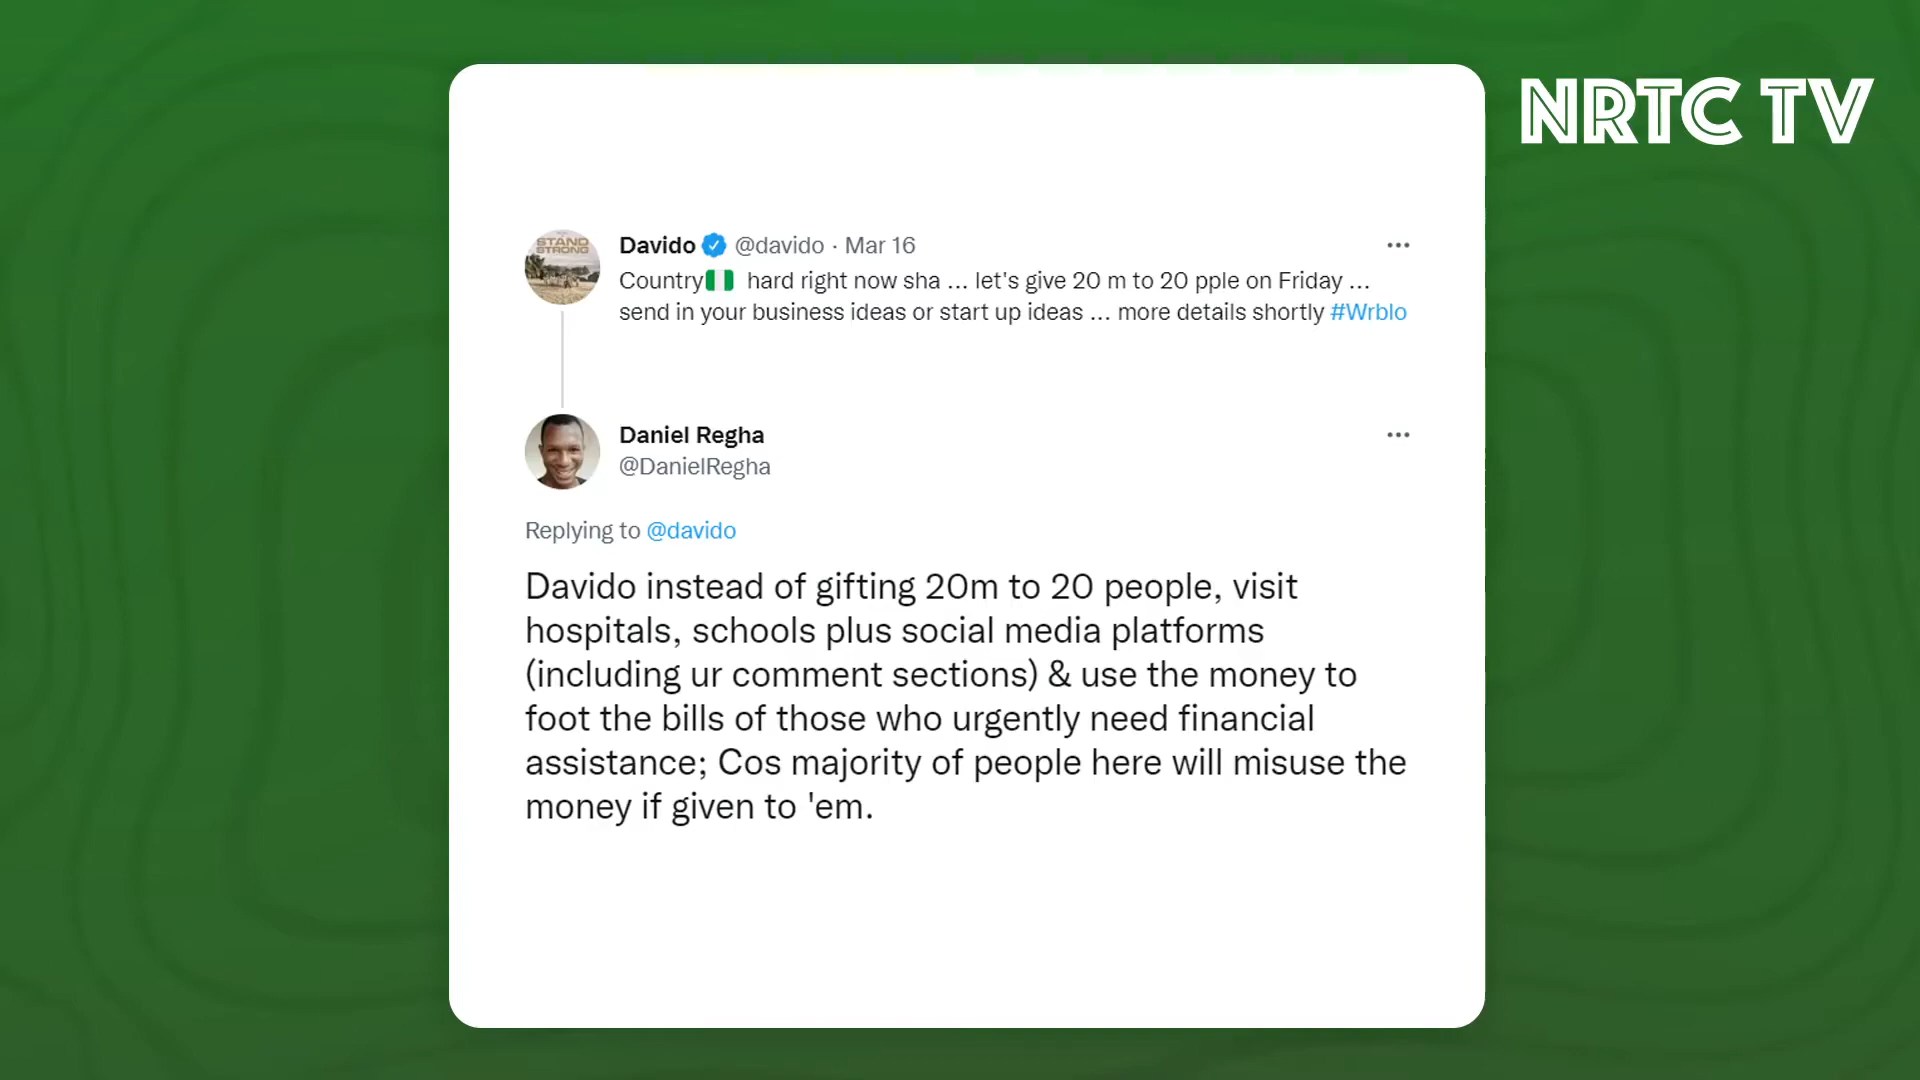 NRTC TV
STAND
STRONG
Davido @davido · Mar 16
Country🇳🇬 hard right now sha ... let's give 20 m to 20 pple on Friday ...
send in your business ideas or start up ideas ... more details shortly #Wrblo
Daniel Regha
@DanielRegha
Replying to @davido
Davido instead of gifting 20m to 20 people, visit
hospitals, schools plus social media platforms
(including ur comment sections) & use the money to
foot the bills of those who urgently need financial
assistance; Cos majority of people here will misuse the
money if given to 'em.